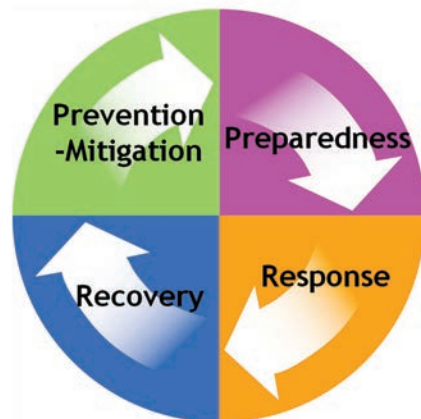 Prevention
-Mitigation
Preparedness
Response
Recovery